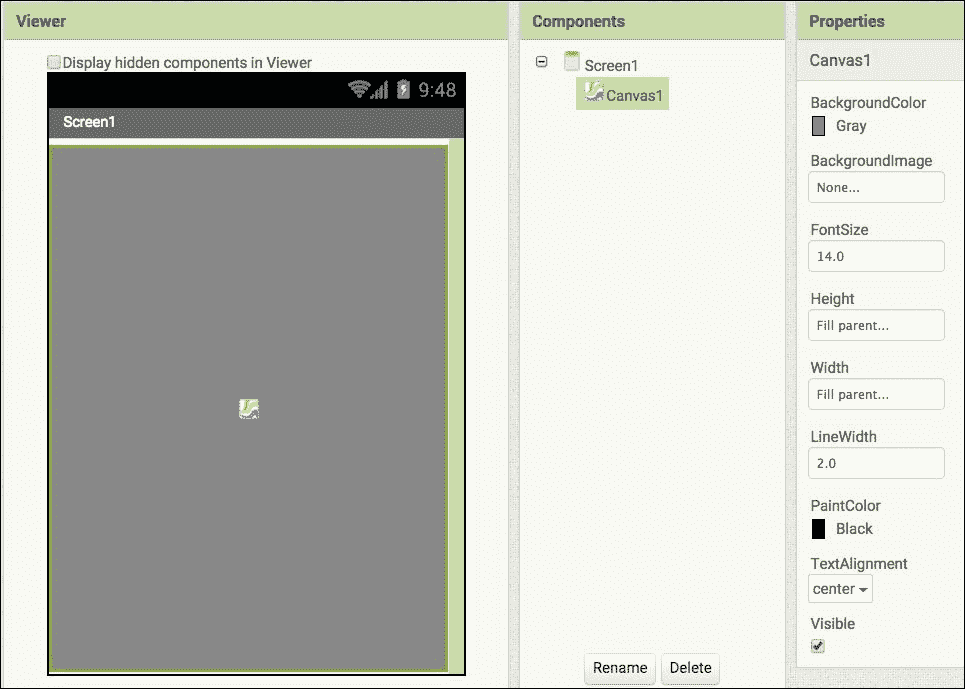 Viewer
Display hidden components in Viewer
9:48
Screen1
Components
Screen1
Canvas1
Rename
Delete
Properties
Canvas1
BackgroundColor
Gray
BackgroundImage
None...
FontSize
14.0
Height
Fill parent...
Width
Fill parent...
LineWidth
2.0
PaintColor
Black
TextAlignment
center
Visible